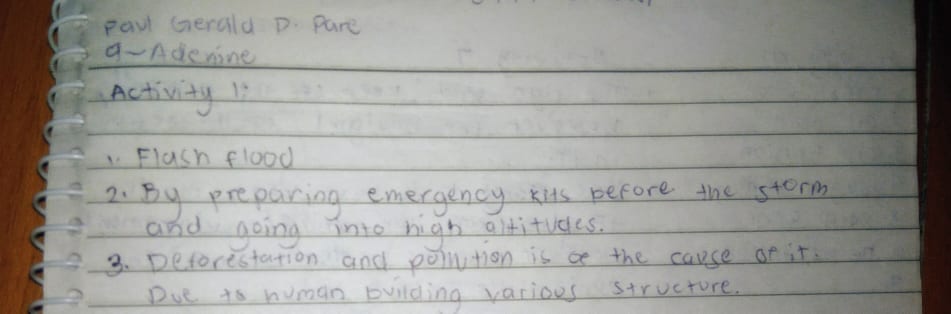 Paul Gerald D. Pare
9-Adenine
Activity 1:
1. Flash flood
2. By preparing emergency kits before the storm
and going into high altitudes.
3. Deforestation and pollution is the cause of it.
Due to human building various structure.